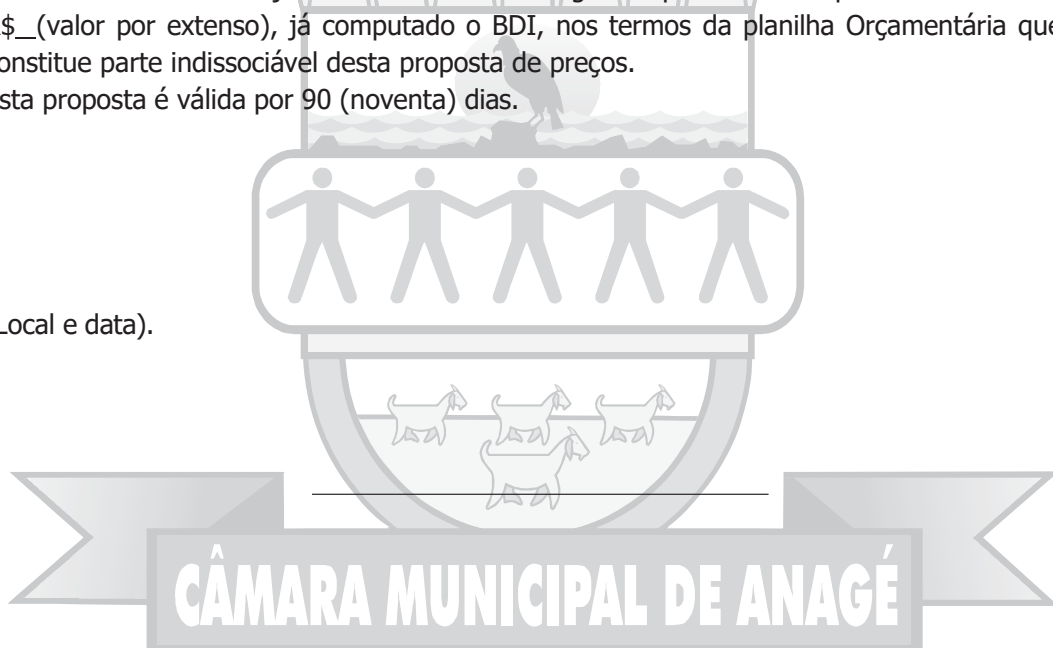 $_(valor por extenso), já computado o BDI, nos termos da planilha Orçamentária que
onstitue parte indissociável desta proposta de preços.
sta proposta é válida por 90 (noventa) dias.
Local e data).
CÂMARA MUNICIPAL DE ANAGÉ